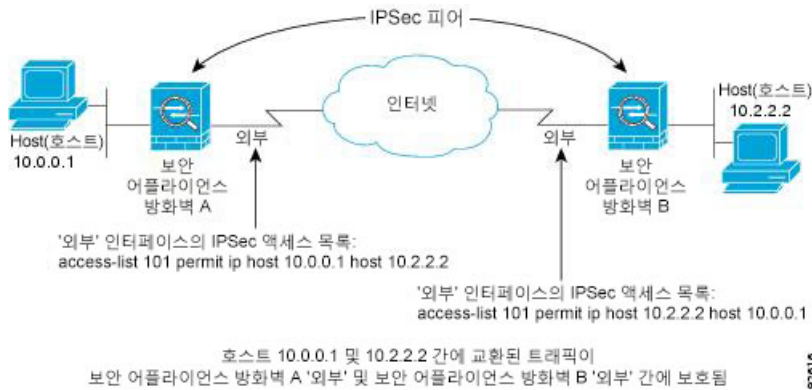 IPSec 피어
Host(호스트)
10.0.0.1
보안
어플라이언스
방화벽 A
외부
인터넷
외부
보안
어플라이언스
방화벽 B
Host(호스트)
10.2.2.2
'외부' 인터페이스의 IPSec 액세스 목록:
access-list 101 permit ip host 10.0.0.1 host 10.2.2.2
'외부' 인터페이스의 IPSec 액세스 목록:
access-list 101 permit ip host 10.2.2.2 host 10.0.0.1
호스트 10.0.0.1 및 10.2.2.2 간에 교환된 트래픽이
보안 어플라이언스 방화벽 A '외부' 및 보안 어플라이언스 방화벽 B '외부' 간에 보호됨